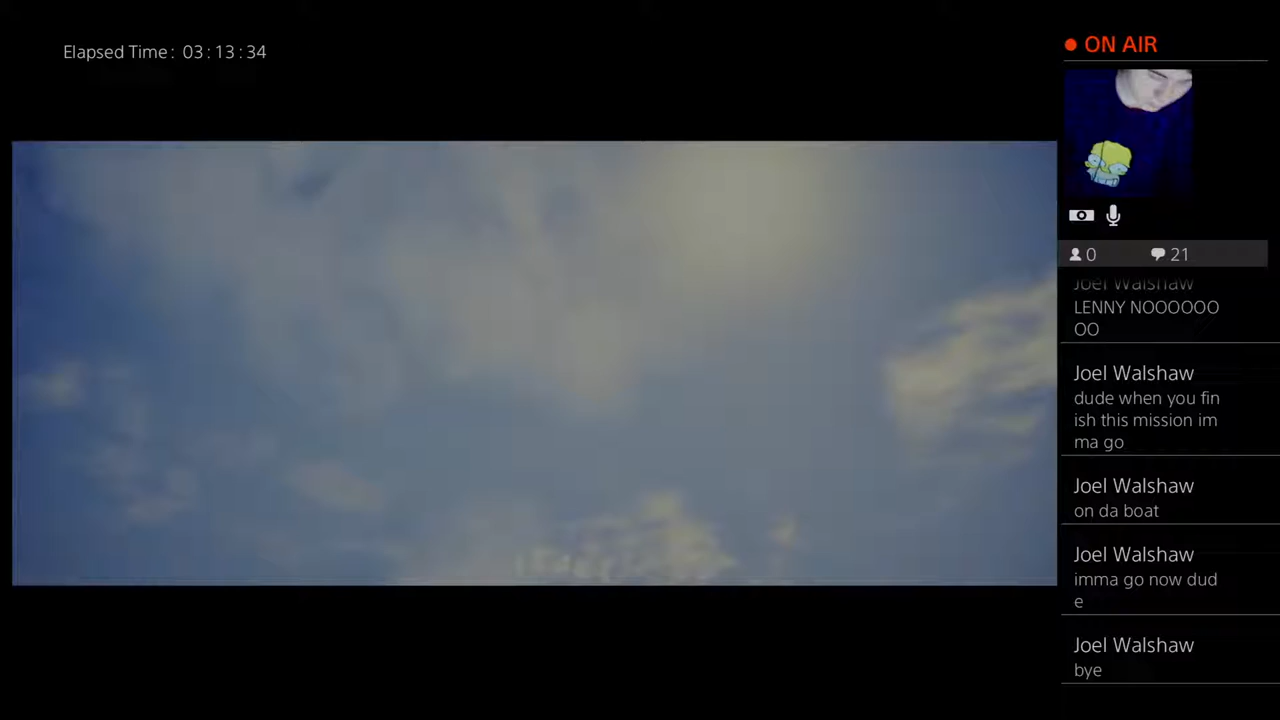 Elapsed Time: 03:13:34
ON AIR
0 21
Joel Walshaw
LENNY NOOOOOO
OO
Joel Walshaw
dude when you fin
ish this mission im
ma go
Joel Walshaw
on da boat
Joel Walshaw
imma go now dud
e
Joel Walshaw
bye